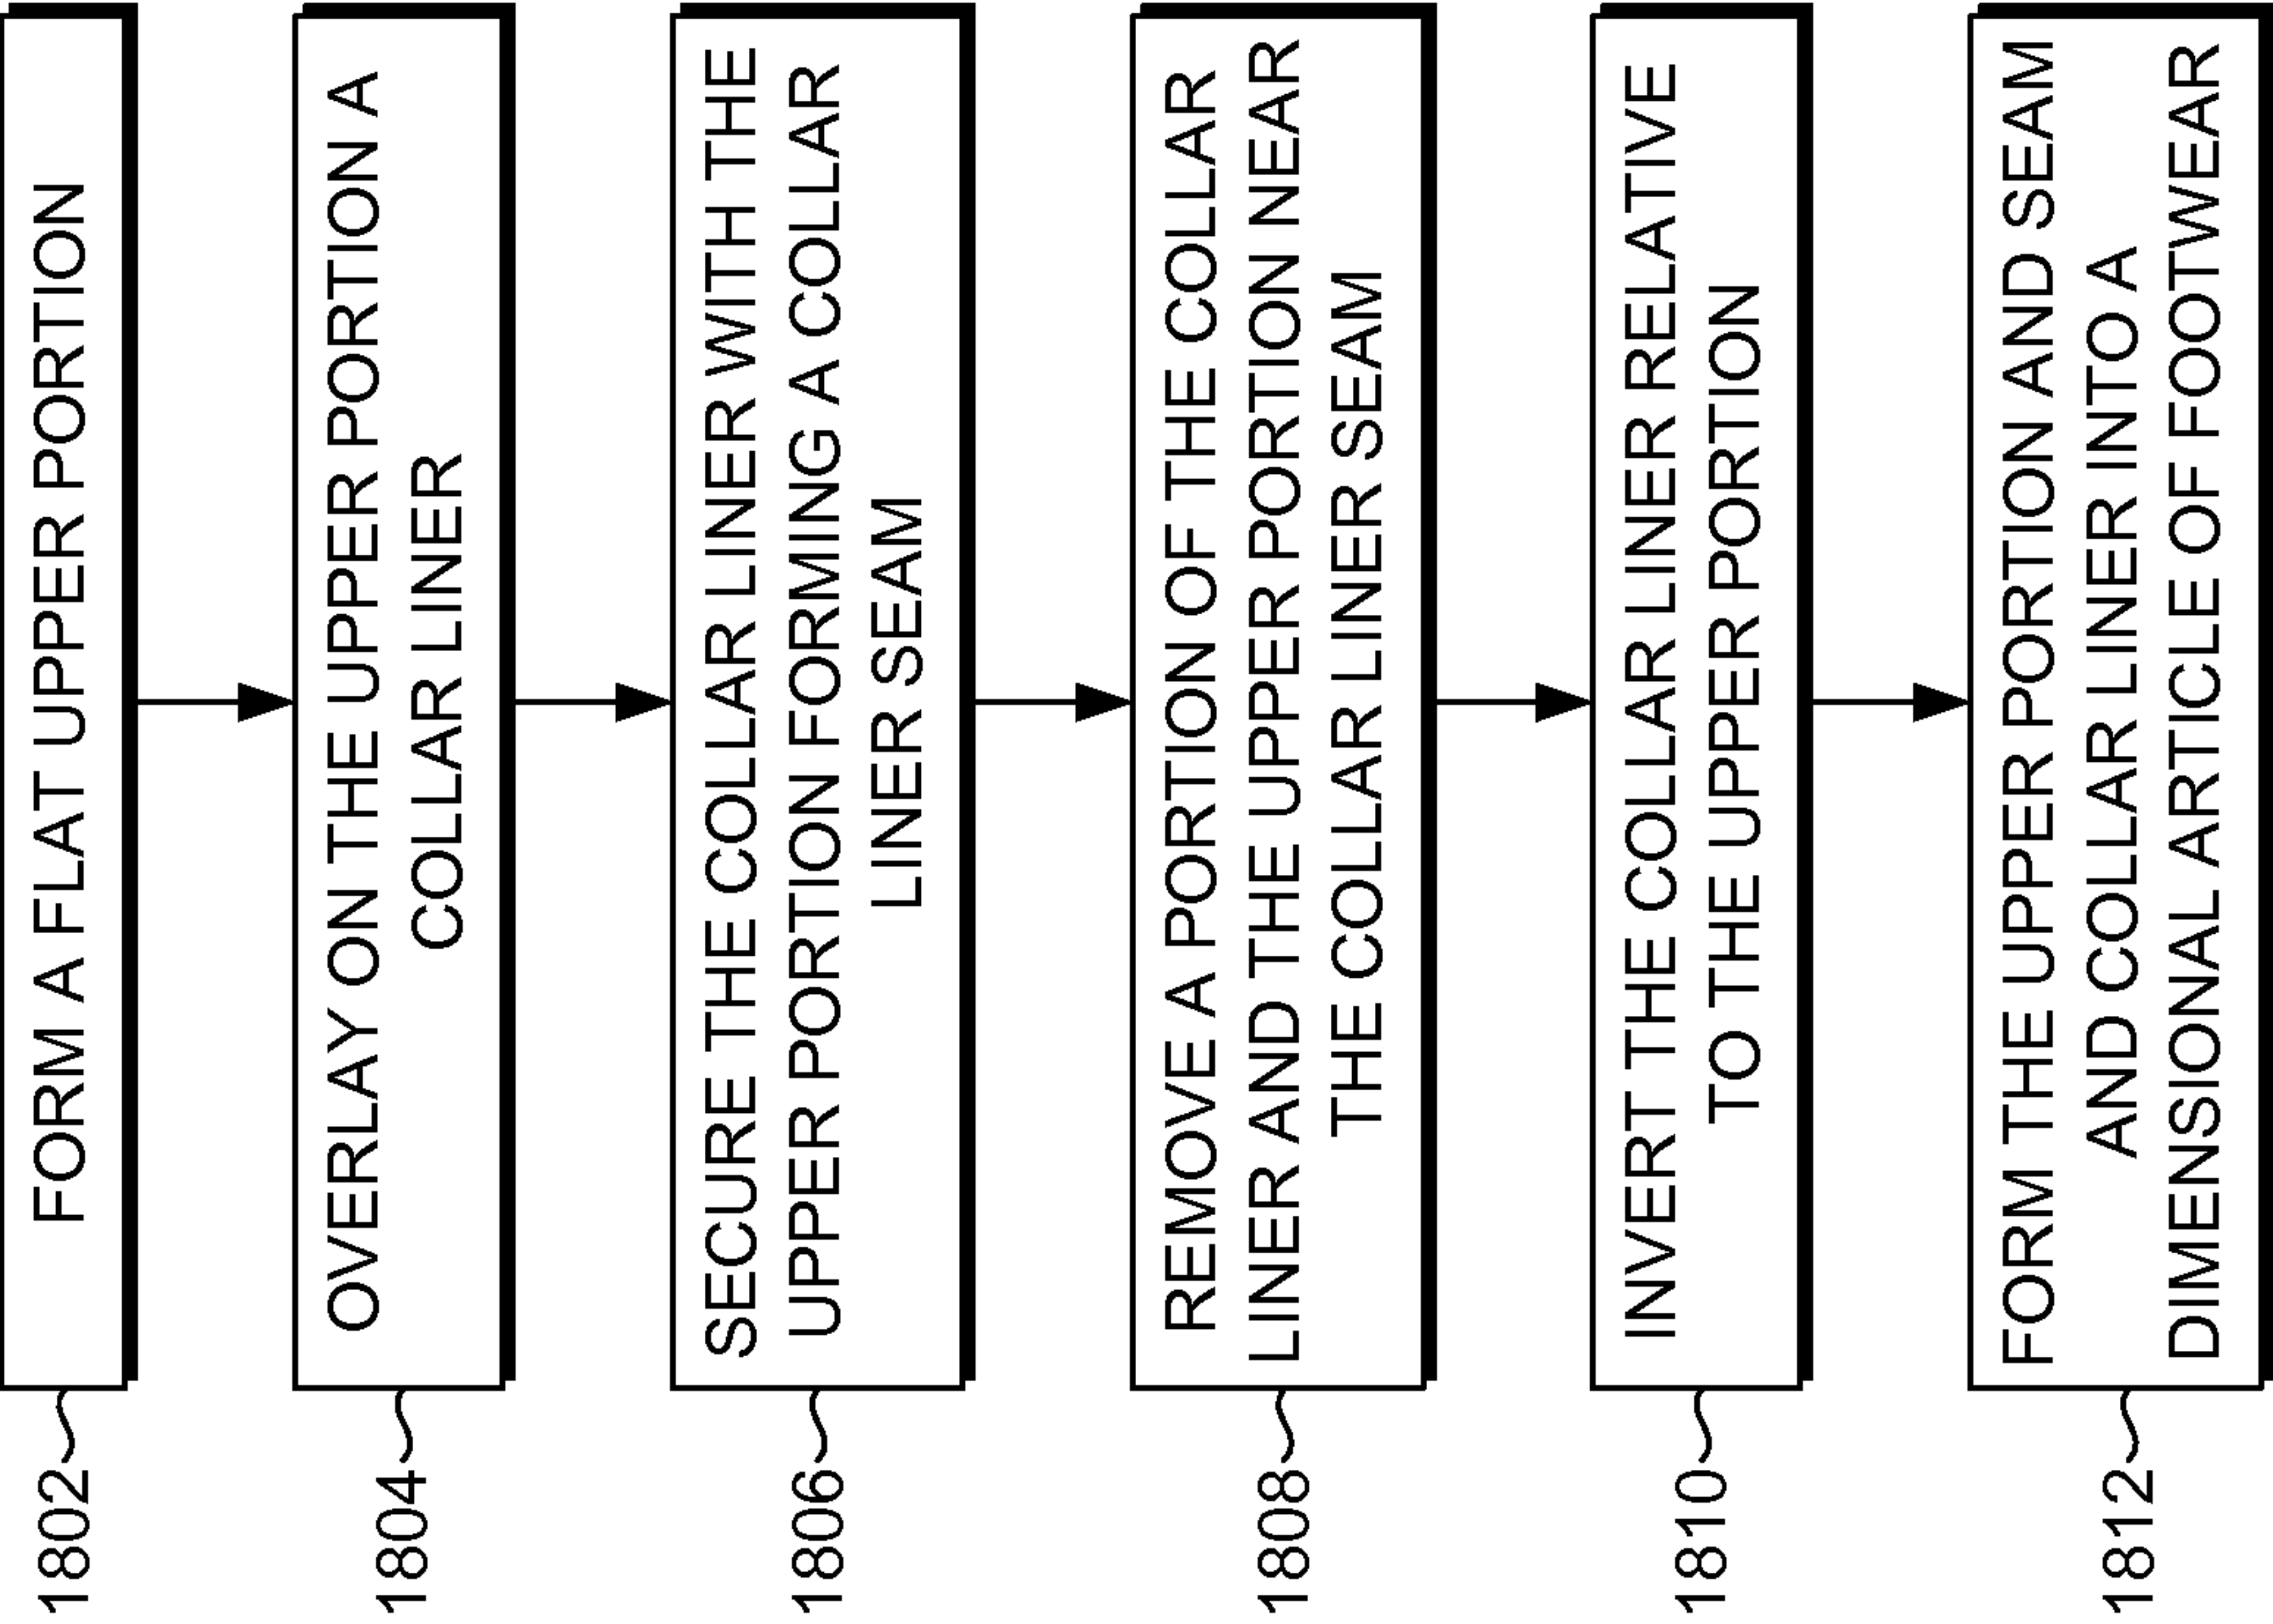 1802
FORM A FLAT UPPER PORTION
1804
OVERLAY ON THE UPPER PORTION A
COLLAR LINER
1806
SECURE THE COLLAR LINER WITH THE
UPPER PORTION FORMING A COLLAR
LINER SEAM
1808
REMOVE A PORTION OF THE COLLAR
LINER AND THE UPPER PORTION NEAR
THE COLLAR LINER SEAM
1810
INVERT THE COLLAR LINER RELATIVE
TO THE UPPER PORTION
1812
FORM THE UPPER PORTION AND SEAM
AND COLLAR LINER INTO A
DIMENSIONAL ARTICLE OF FOOTWEAR